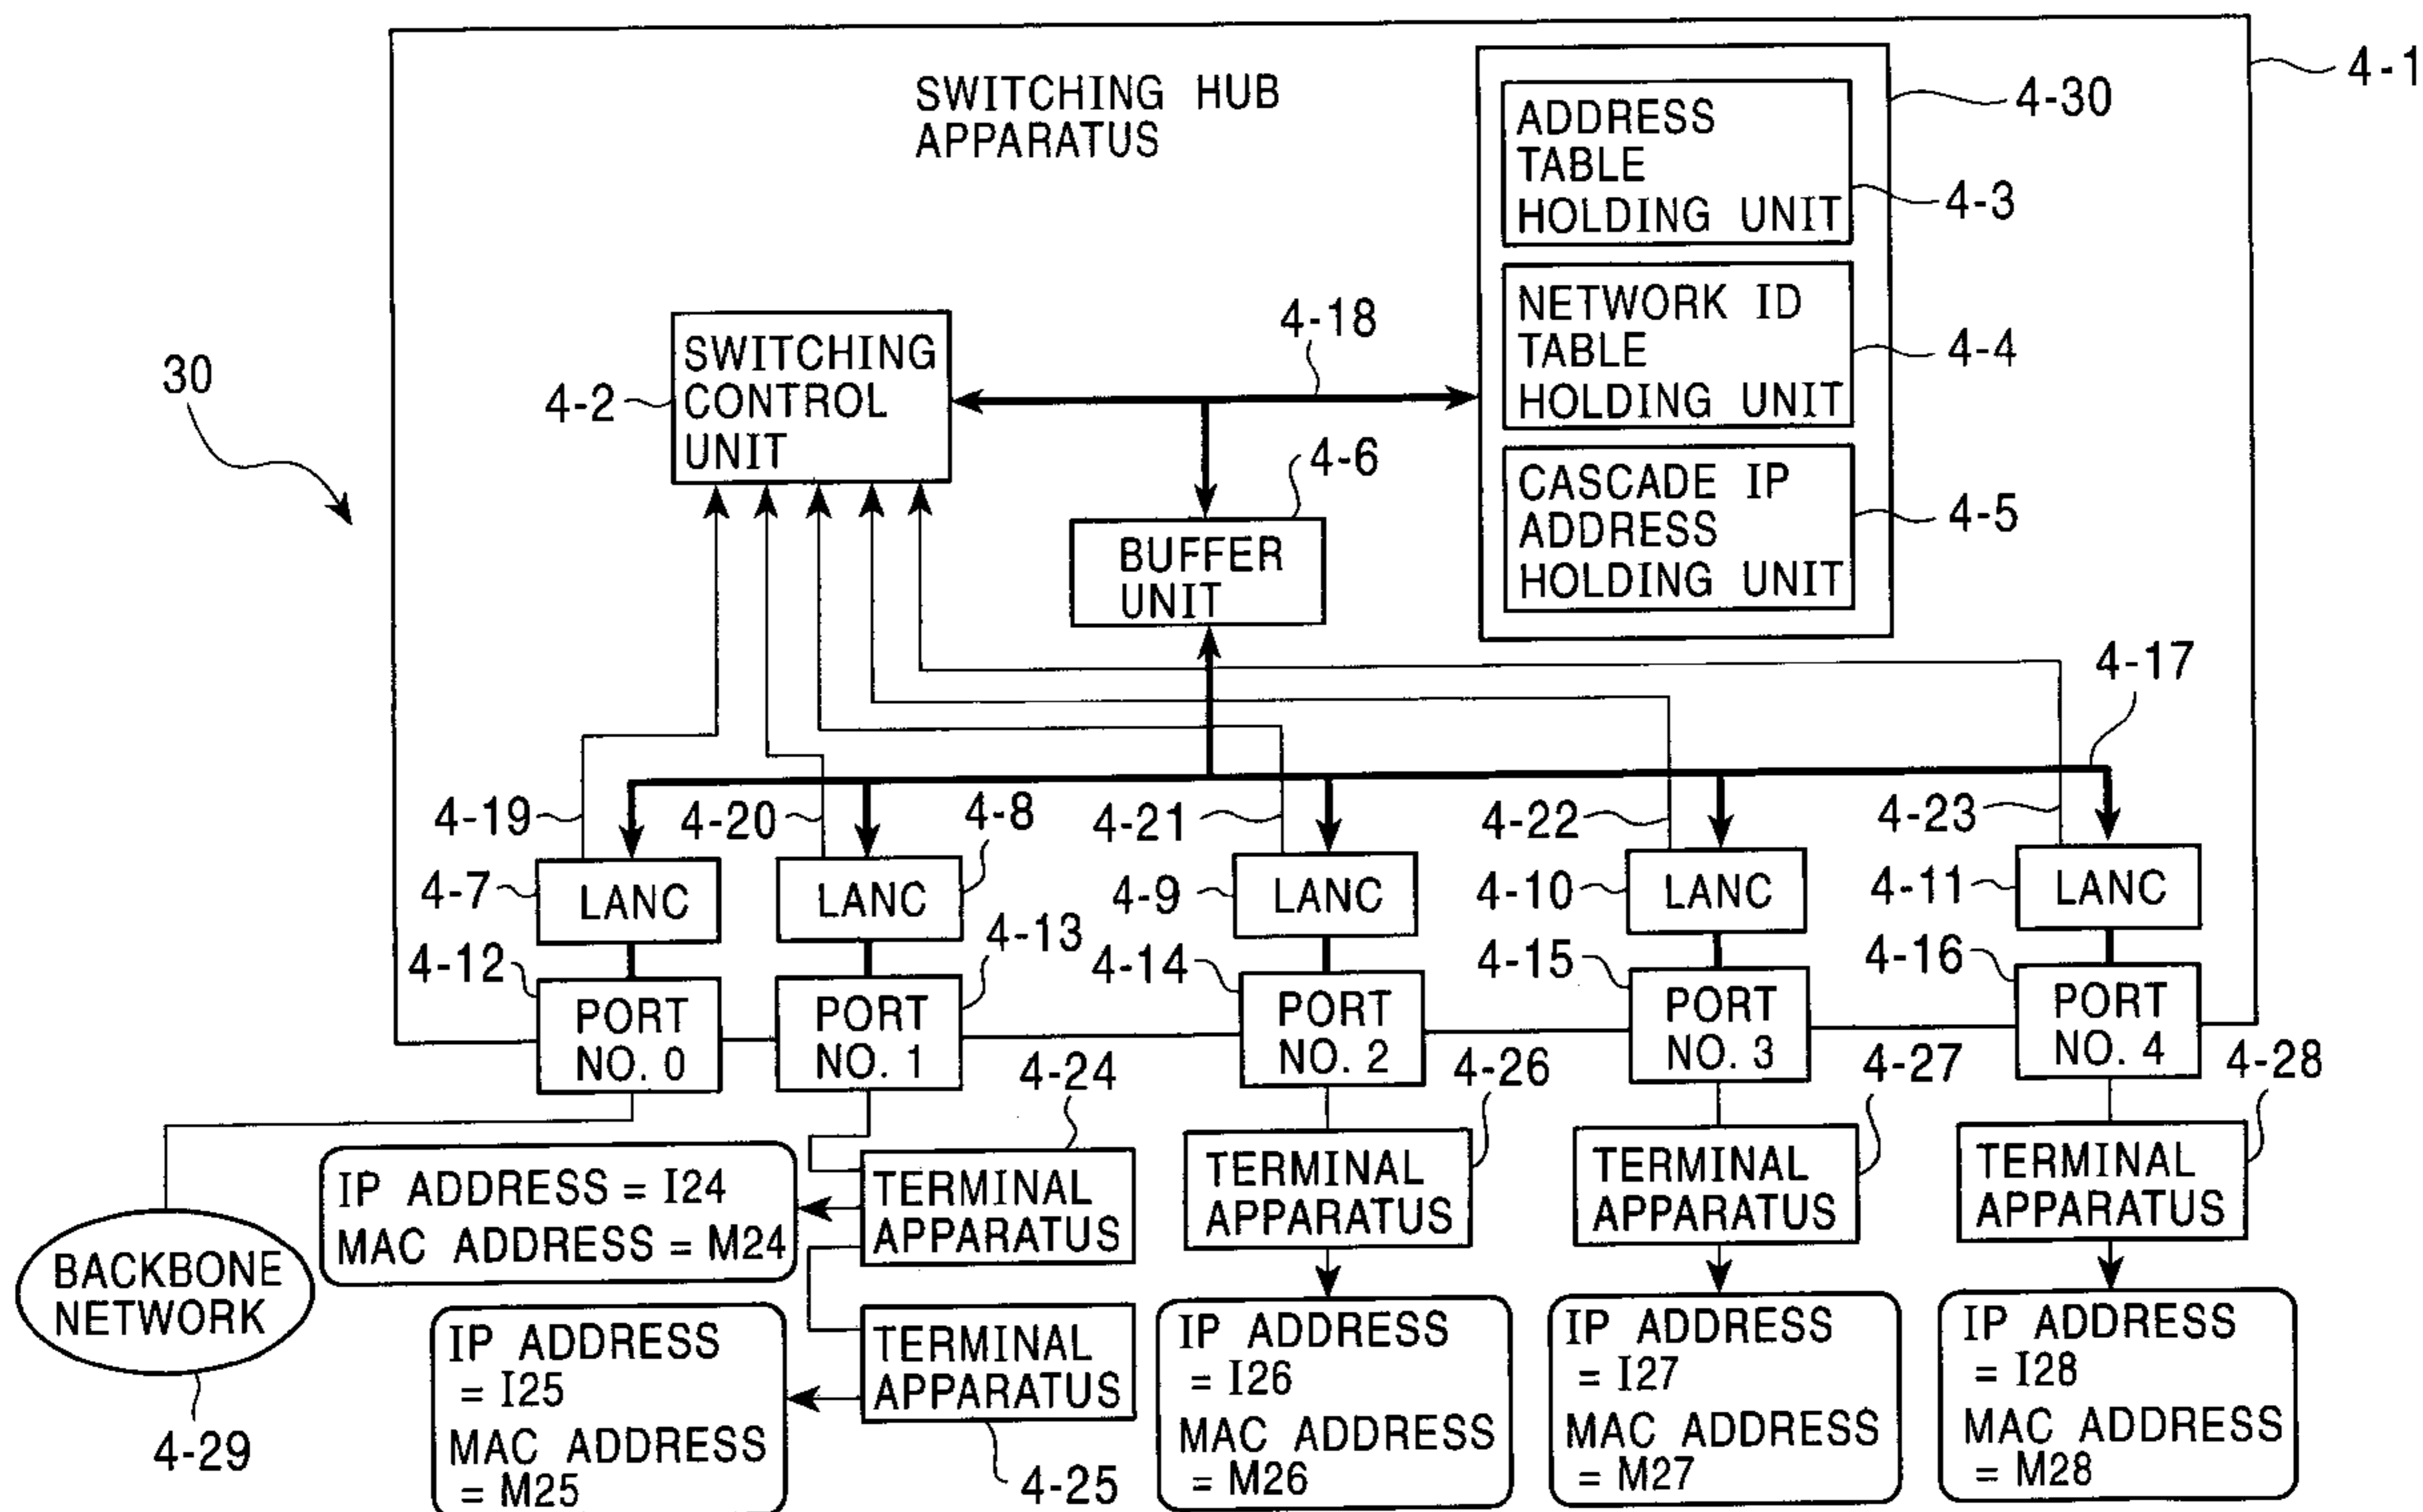 SWITCHING HUB
APPARATUS
4-1
4-30
ADDRESS
TABLE
HOLDING UNIT
4-3
NETWORK ID
TABLE
HOLDING UNIT
4-4
CASCADE IP
ADDRESS
HOLDING UNIT
4-5
30
4-2
SWITCHING
CONTROL
UNIT
4-18
4-6
BUFFER
UNIT
4-17
4-19
4-20
4-8
4-21
4-22
4-23
4-7
LANC
LANC
4-9
LANC
4-10
LANC
4-11
LANC
4-12
PORT
NO. 0
4-13
PORT
NO. 1
4-14
PORT
NO. 2
4-15
PORT
NO. 3
4-16
PORT
NO. 4
4-24
4-26
4-27
4-28
IP ADDRESS = I24
MAC ADDRESS = M24
TERMINAL
APPARATUS
TERMINAL
APPARATUS
TERMINAL
APPARATUS
TERMINAL
APPARATUS
BACKBONE
NETWORK
4-29
IP ADDRESS
= I25
MAC ADDRESS
= M25
TERMINAL
APPARATUS
4-25
IP ADDRESS
= I26
MAC ADDRESS
= M26
IP ADDRESS
= I27
MAC ADDRESS
= M27
IP ADDRESS
= I28
MAC ADDRESS
= M28